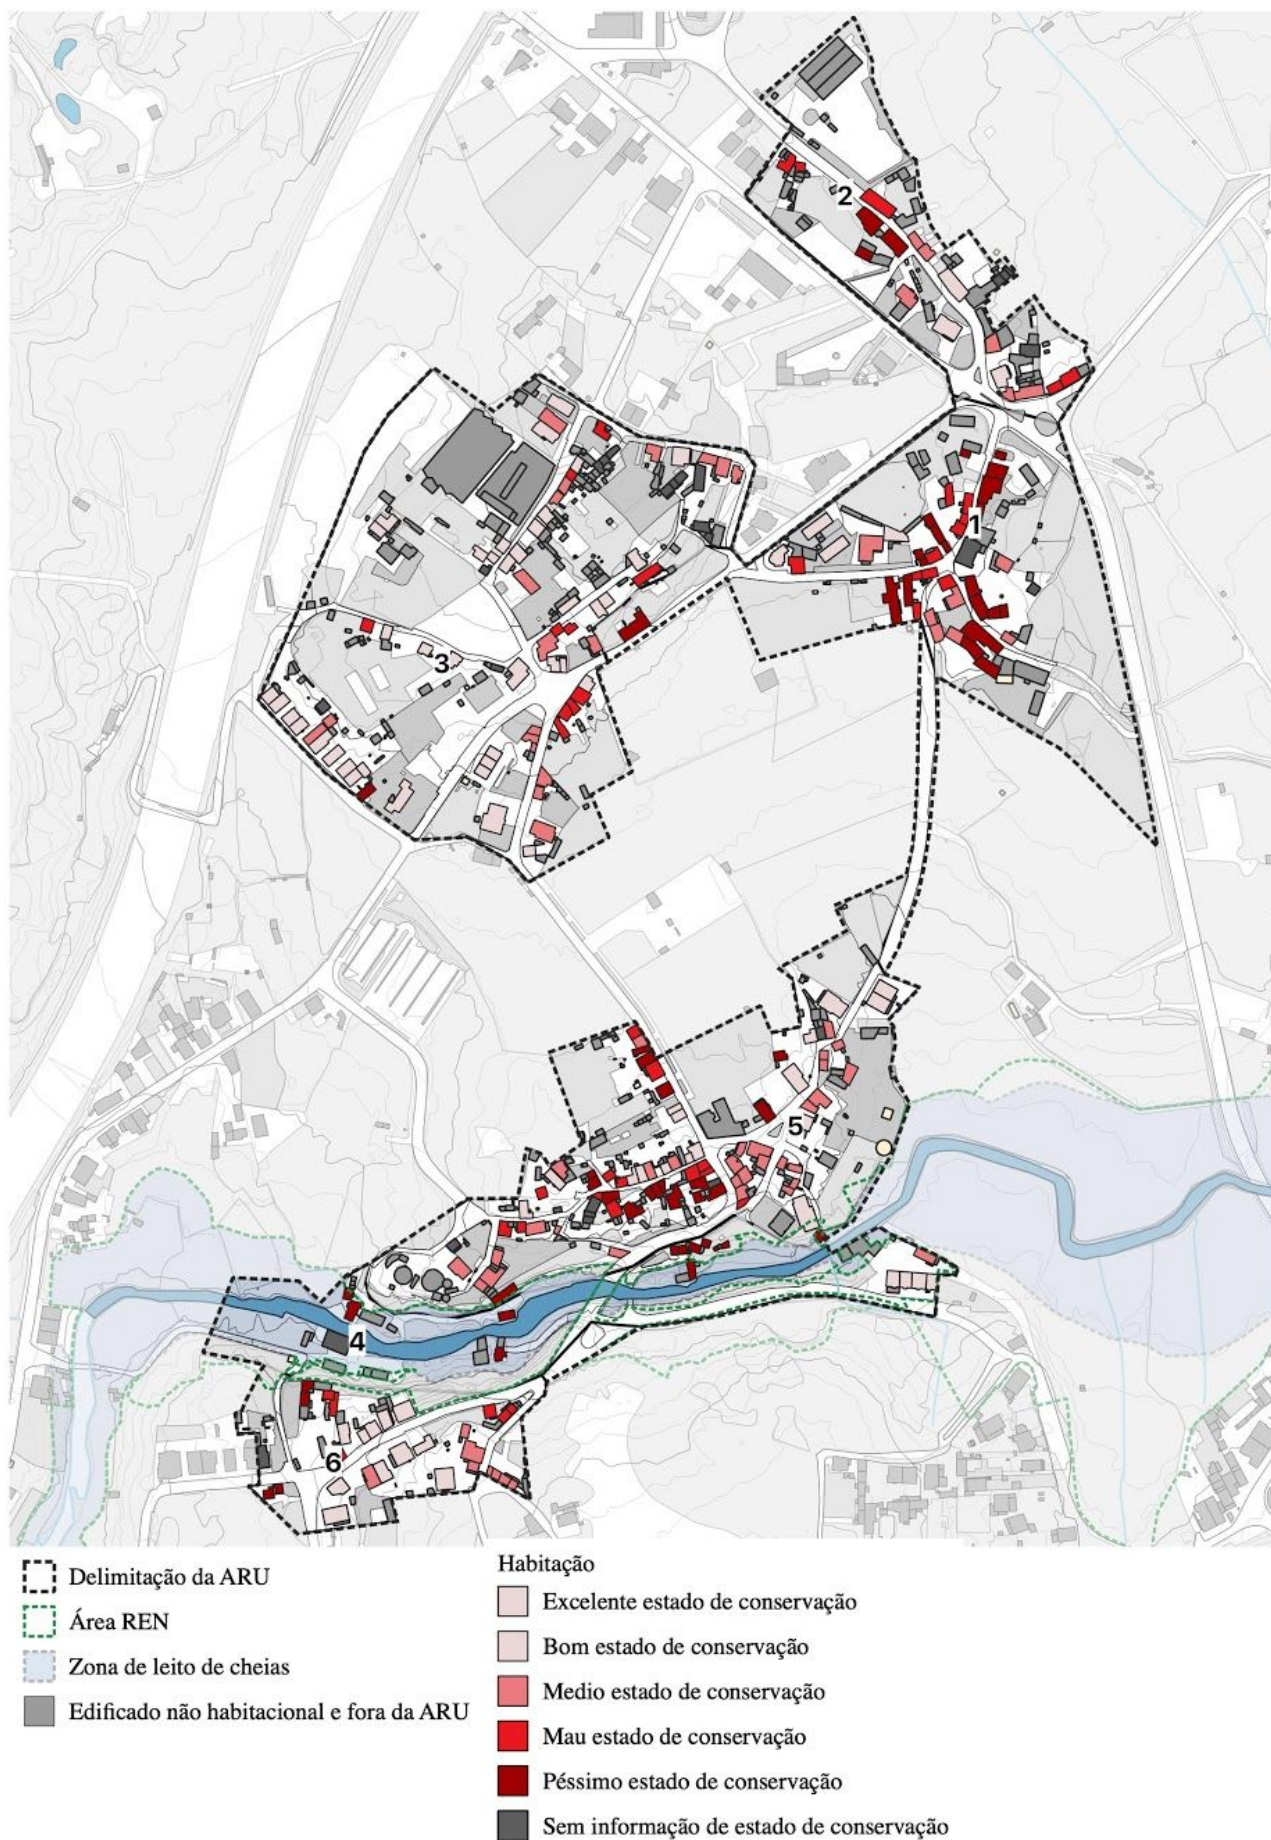 2
1
3
5
4
6
Delimitação da ARU
Área REN
Zona de leito de cheias
Edificado não habitacional e fora da ARU
Habitação
Excelente estado de conservação
Bom estado de conservação
Medio estado de conservação
Mau estado de conservação
Péssimo estado de conservação
Sem informação de estado de conservação